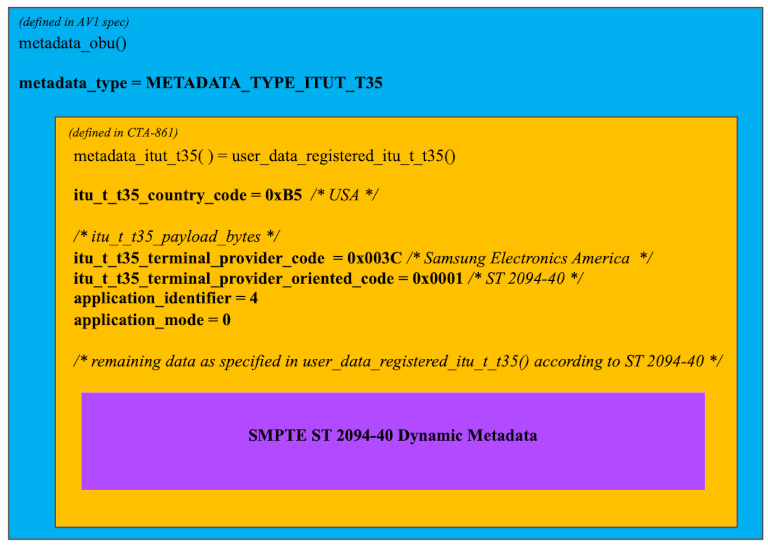 (defined in AV1 spec)
metadata_obu()
metadata_type = METADATA_TYPE_ITUT_T35
(defined in CTA-861)
metadata_itut_t35( ) = user_data_registered_itu_t_t35()
itu_t_t35_country_code = 0xB5  /* USA */
/* itu_t_t35_payload_bytes */
itu_t_t35_terminal_provider_code  = 0x003C /* Samsung Electronics America  */
itu_t_t35_terminal_provider_oriented_code = 0x0001 /* ST 2094-40 */
application_identifier = 4
application_mode = 0
/* remaining data as specified in user_data_registered_itu_t_t35() according to ST 2094-40 */
SMPTE ST 2094-40 Dynamic Metadata